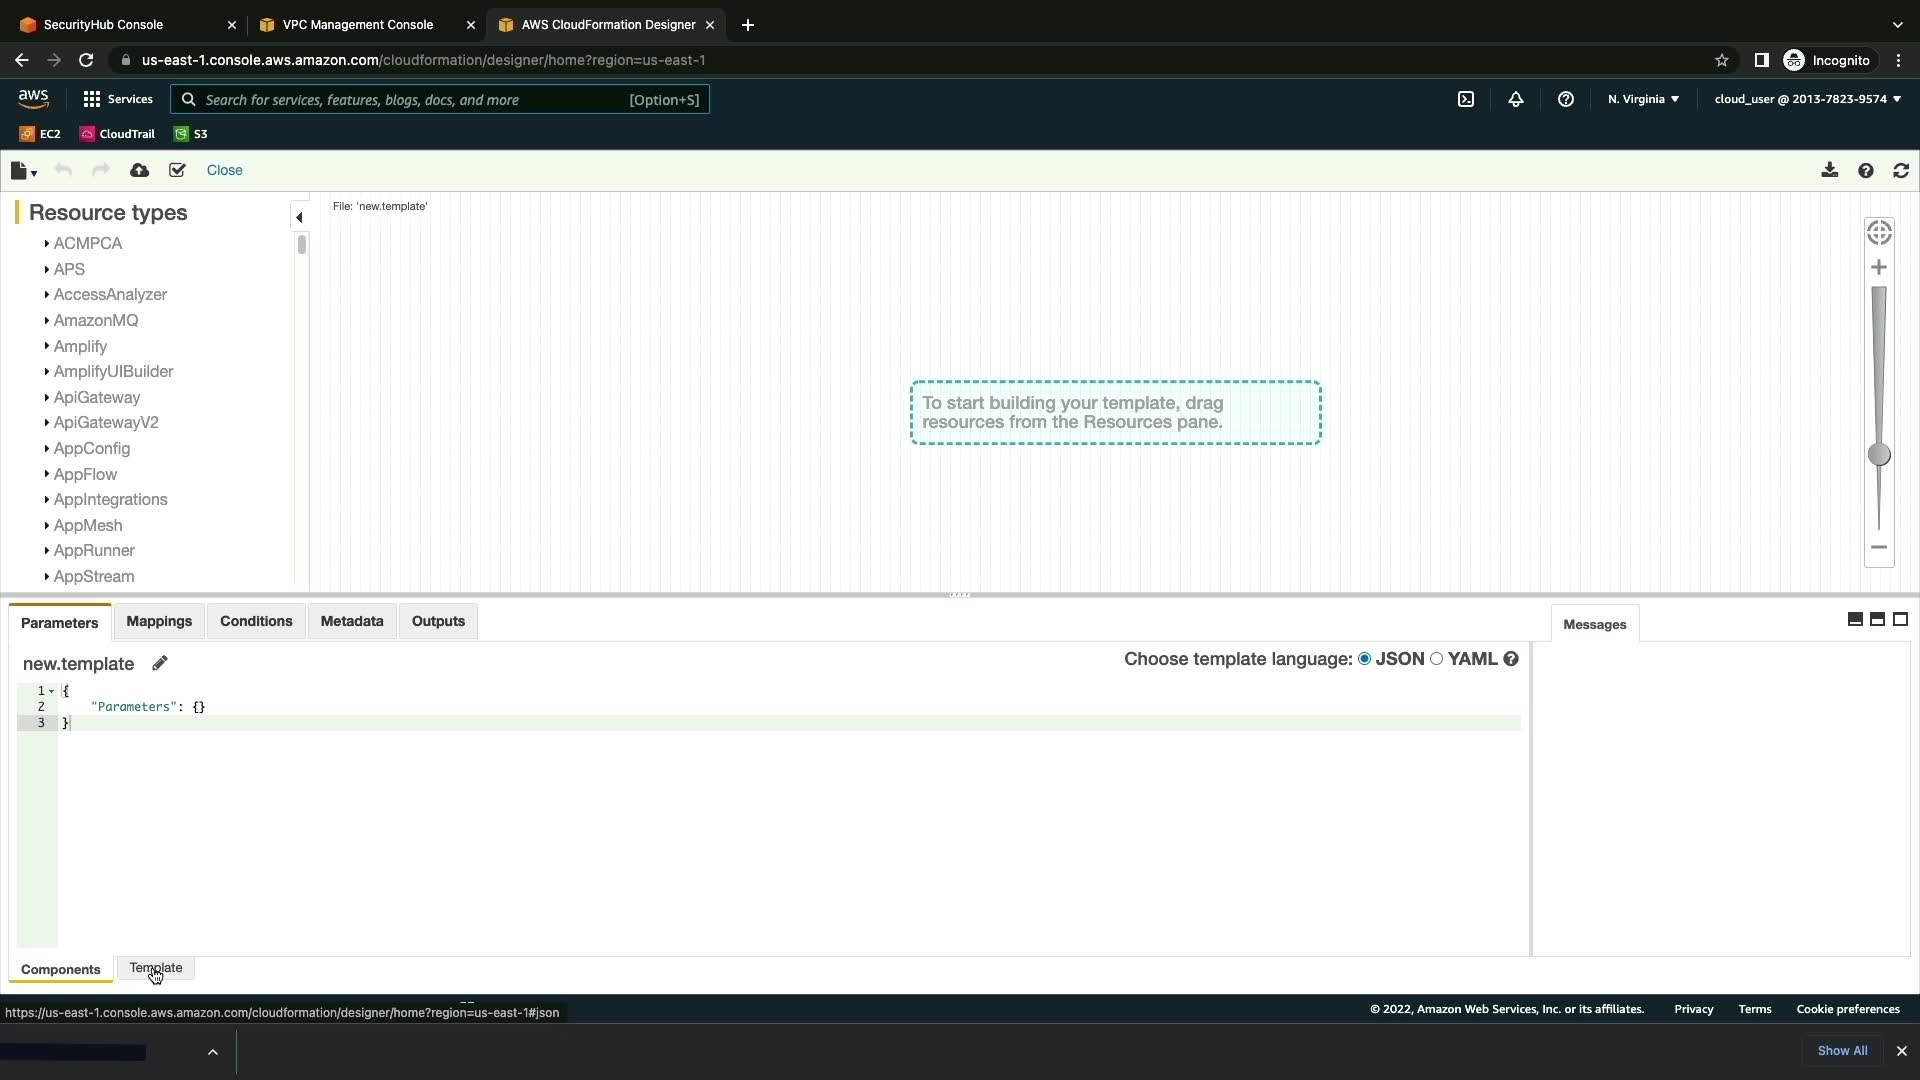 SecurityHub Console
VPC Management Console
AWS CloudFormation Designer
us-east-1.console.aws.amazon.com/cloudformation/designer/home?region=us-east-1
Incognito
aws
Services
Search for services, features, blogs, docs, and more
[Option+S]
N. Virginia
cloud_user @ 2013-7823-9574
EC2
CloudTrail
S3
Close
Resource types
File: 'new.template'
ACMPCA
APS
AccessAnalyzer
AmazonMQ
Amplify
AmplifyUIBuilder
ApiGateway
ApiGatewayV2
AppConfig
AppFlow
AppIntegrations
AppMesh
AppRunner
AppStream
To start building your template, drag
resources from the Resources pane.
Parameters
Mappings
Conditions
Metadata
Outputs
Messages
new.template
Choose template language: JSON YAML
1 {
2 "Parameters": {}
3 }
Components
Template
https://us-east-1.console.aws.amazon.com/cloudformation/designer/home?region=us-east-1#json
© 2022, Amazon Web Services, Inc. or its affiliates.
Privacy
Terms
Cookie preferences
Show All